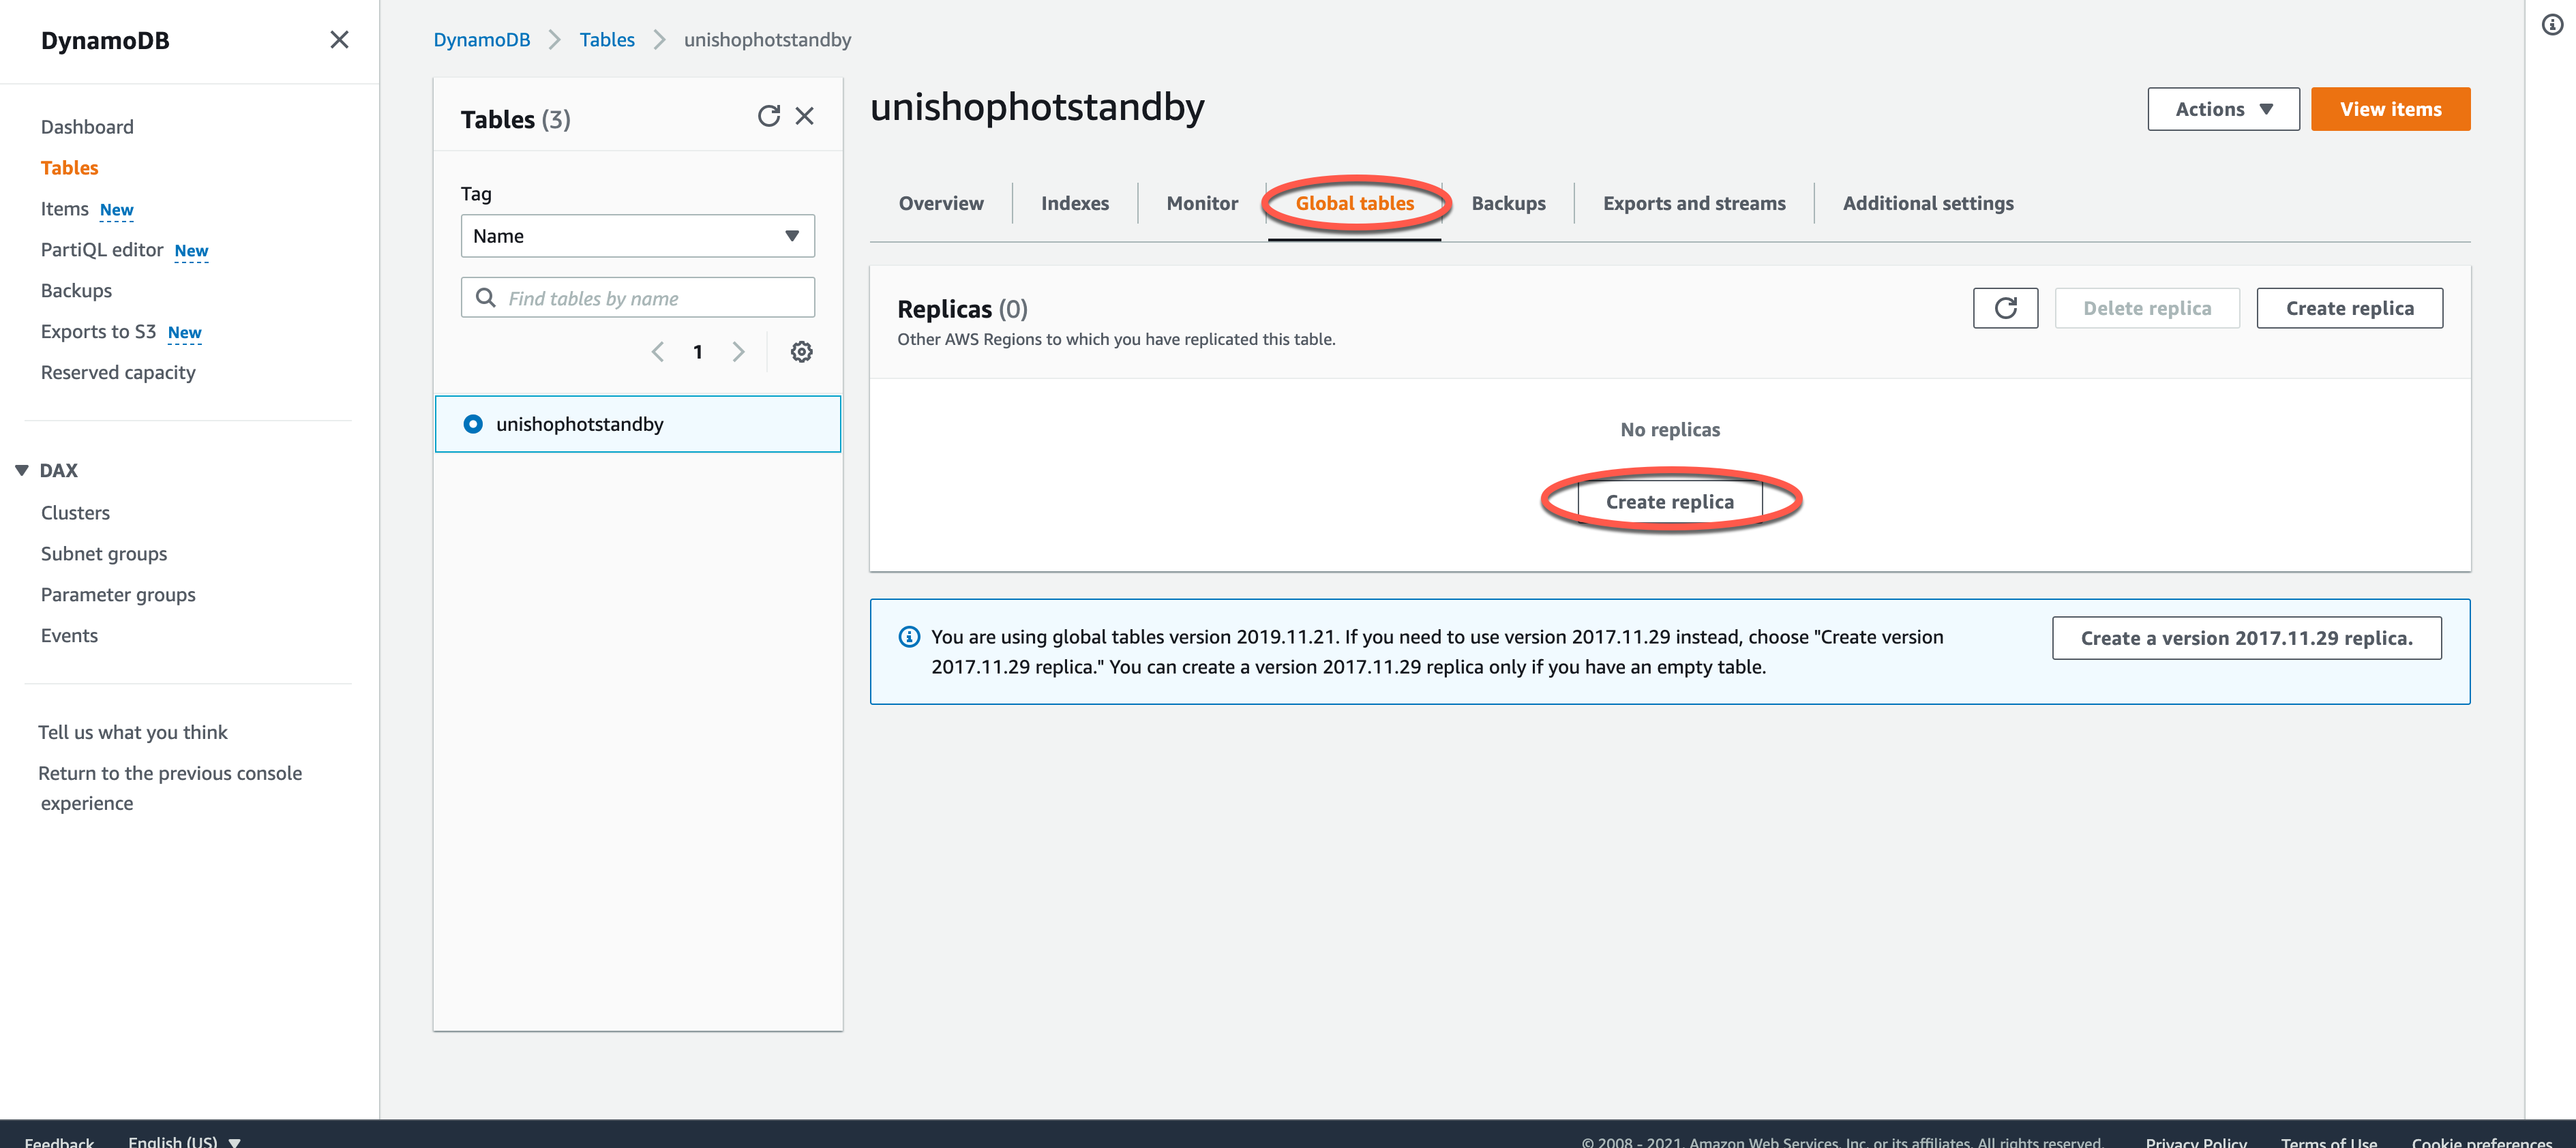 DynamoDB
Dashboard
Tables
Items New
PartiQL editor New
Backups
Exports to S3 New
Reserved capacity
DAX
Clusters
Subnet groups
Parameter groups
Events
Tell us what you think
Return to the previous console
experience
DynamoDB Tables unishophotstandby
Tables (3)
Tag
Name
Find tables by name
1
unishophotstandby
unishophotstandby
Actions
View items
Overview
Indexes
Monitor
Global tables
Backups
Exports and streams
Additional settings
Replicas (0)
Other AWS Regions to which you have replicated this table.
Delete replica
Create replica
No replicas
Create replica
You are using global tables version 2019.11.21. If you need to use version 2017.11.29 instead, choose "Create version
2017.11.29 replica." You can create a version 2017.11.29 replica only if you have an empty table.
Create a version 2017.11.29 replica.
Feedback English (US) © 2008 - 2021, Amazon Web Services, Inc. or its affiliates. All rights reserved. Privacy Policy Terms of Use Cookie preferences